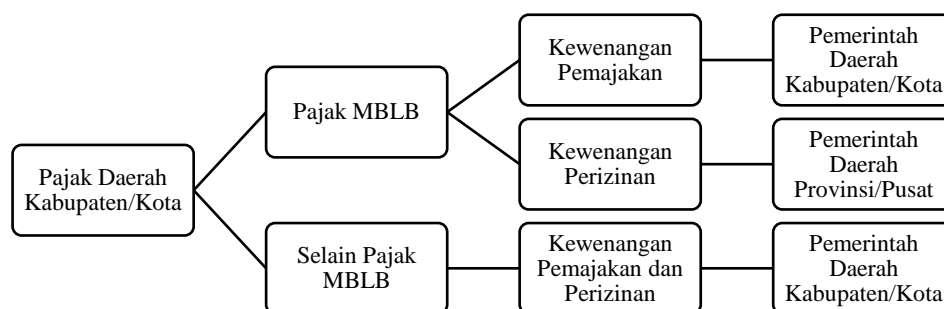 Pajak Daerah
Kabupaten/Kota
Pajak MBLB
Kewenangan
Pemajakan
Pemerintah
Daerah
Kabupaten/Kota
Kewenangan
Perizinan
Pemerintah
Daerah
Provinsi/Pusat
Selain Pajak
MBLB
Kewenangan
Pemajakan dan
Perizinan
Pemerintah
Daerah
Kabupaten/Kota